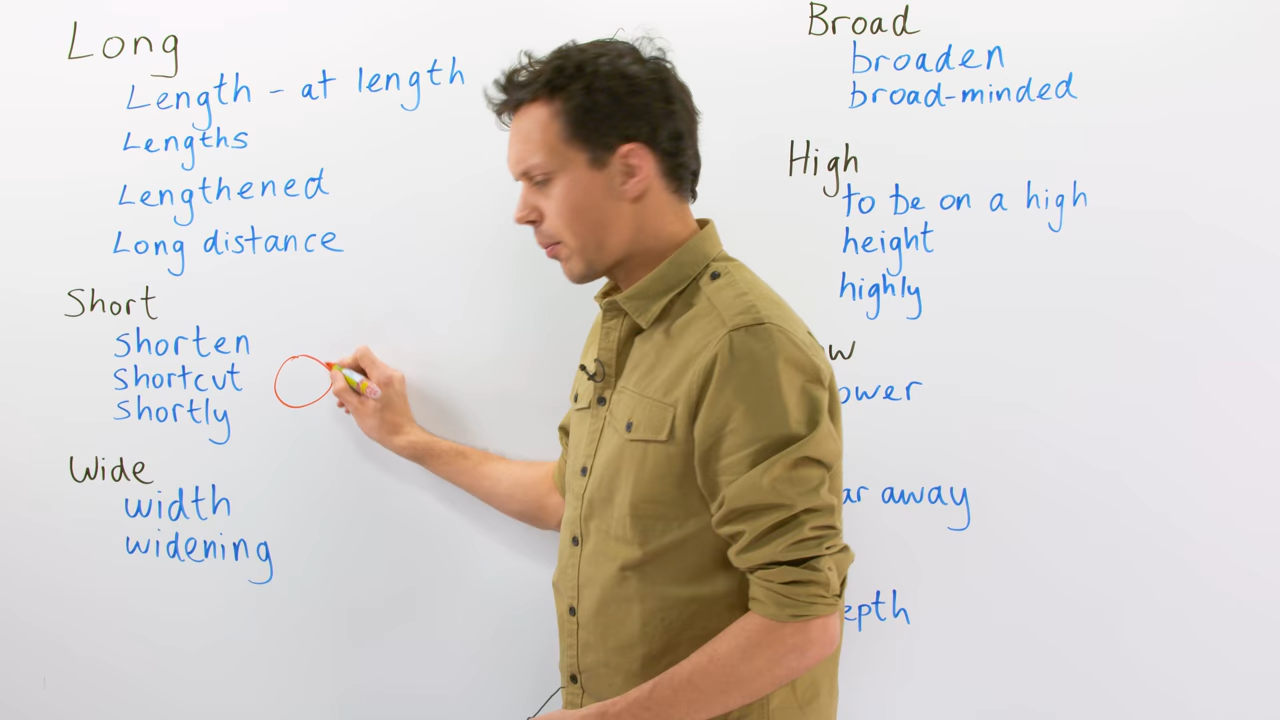 Long
Length - at length
Lengths
Lengthened
Long distance
Short
shorten
shortcut
shortly
Wide
width
widening
Broad
broaden
broad-minded
High
to be on a high
height
highly
w
ower
ar away
epth